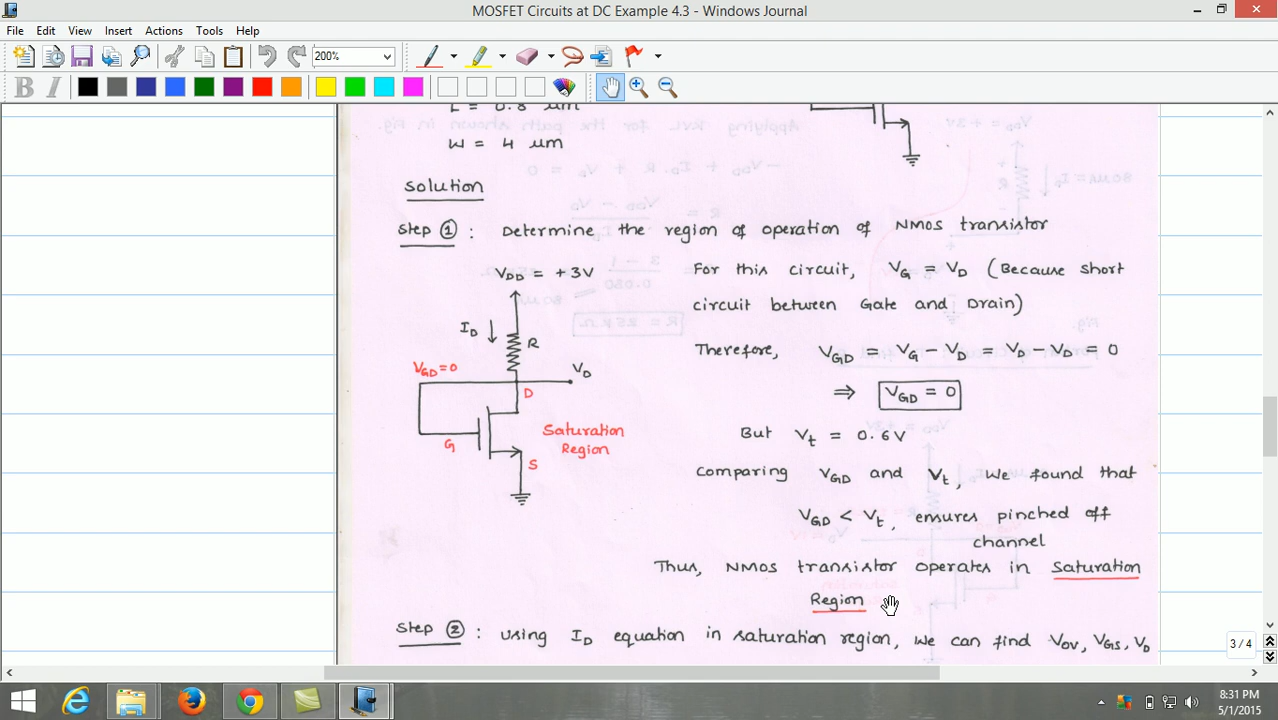 MOSFET Circuits at DC Example 4.3 - Windows Journal
File Edit View Insert Actions Tools Help
200%
B I
L = 0.8 µm
W = 4 µm
Solution
Step ① : Determine the region of operation of NMOS transistor
VDD = +3V
ID ↓
R
VGD=0
VD
D
G
Saturation
Region
S
For this circuit, VG = VD (Because short
circuit between Gate and Drain)
Therefore, VGD = VG − VD = VD − VD = 0
⇒ VGD = 0
But Vt = 0.6V
Comparing VGD and Vt, we found that
VGD < Vt, ensures pinched off
channel
Thus, NMOS transistor operates in Saturation
Region
Step ② : using ID equation in saturation region, we can find VOV, VGS, VD
3 / 4
8:31 PM
5/1/2015